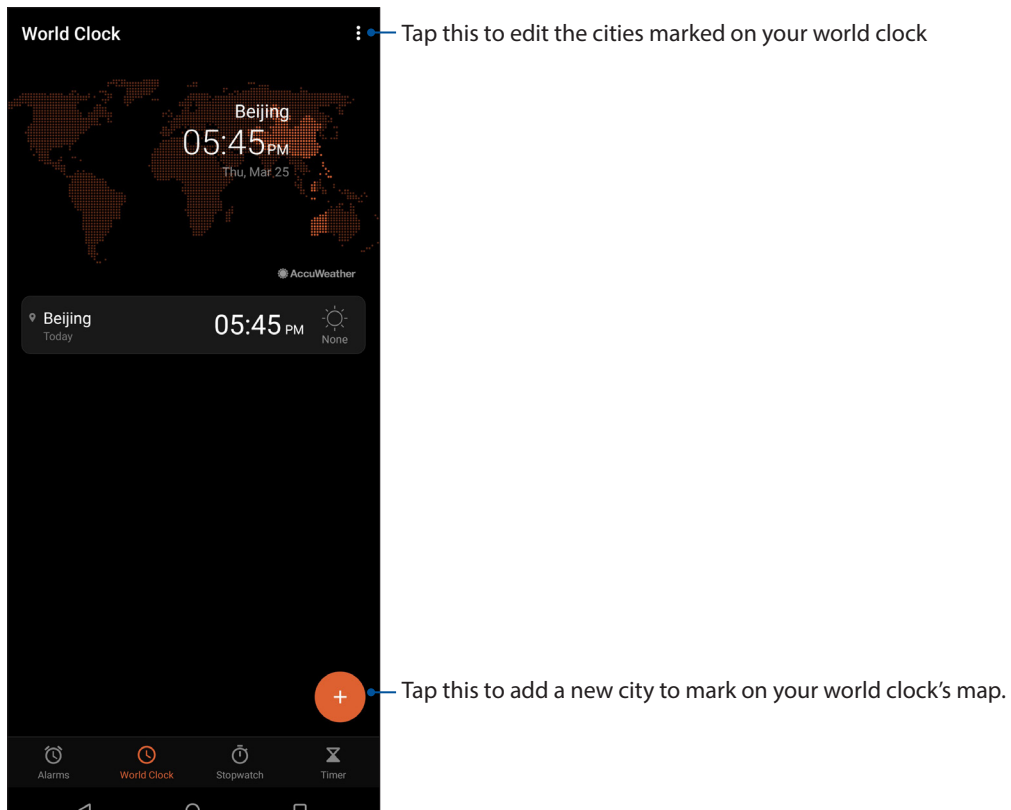 World Clock
Tap this to edit the cities marked on your world clock
Beijing
05:45 PM
Thu, Mar 25
AccuWeather
Beijing
Today
05:45 PM
None
Tap this to add a new city to mark on your world clock’s map.
Alarms
World Clock
Stopwatch
Timer